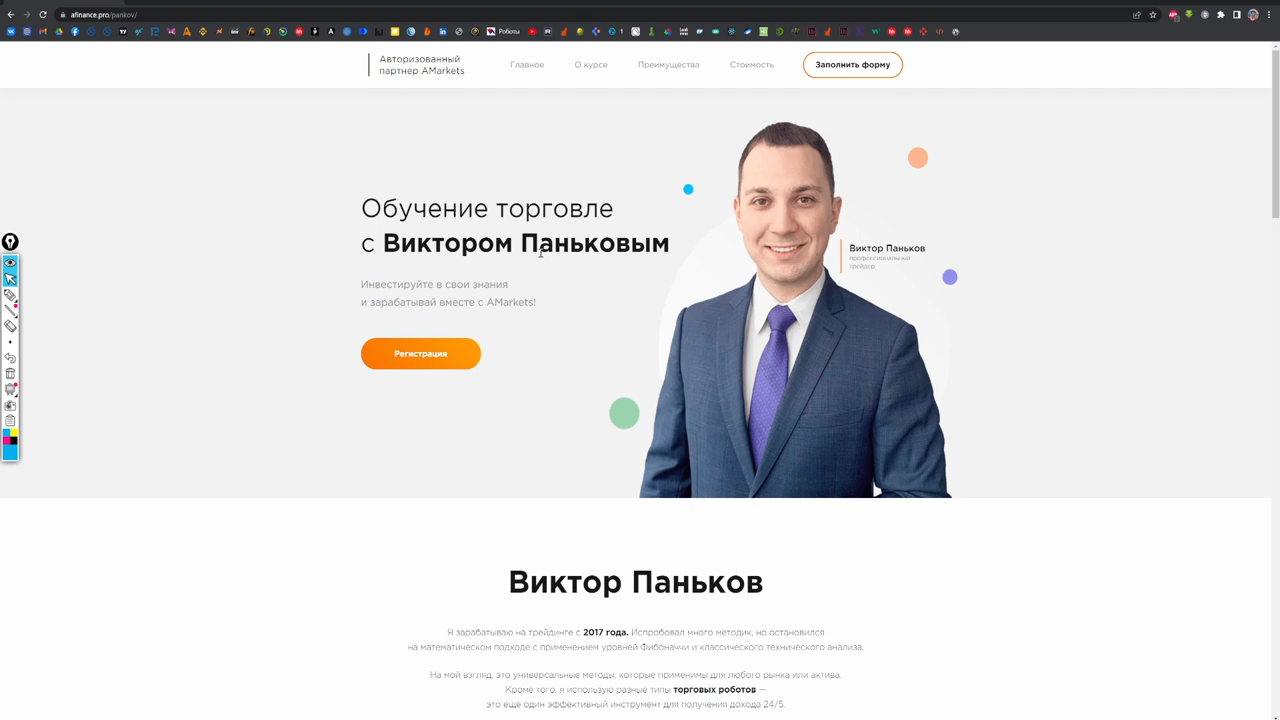 afinance.pro/pankov/
Роботы
1
Авторизованный
партнер AMarkets
Главное
О курсе
Преимущества
Стоимость
Заполнить форму
Обучение торговле
с Виктором Паньковым
Инвестируйте в свои знания
и зарабатывай вместе с AMarkets!
Регистрация
Виктор Паньков
профессиональный
трейдер
Виктор Паньков
Я зарабатываю на трейдинге с 2017 года. Испробовал много методик, но остановился
на математическом подходе с применением уровней Фибоначчи и классического технического анализа.
На мой взгляд, это универсальные методы, которые применимы для любого рынка или актива.
Кроме того, я использую разные типы торговых роботов —
это еще один эффективный инструмент для получения дохода 24/5.